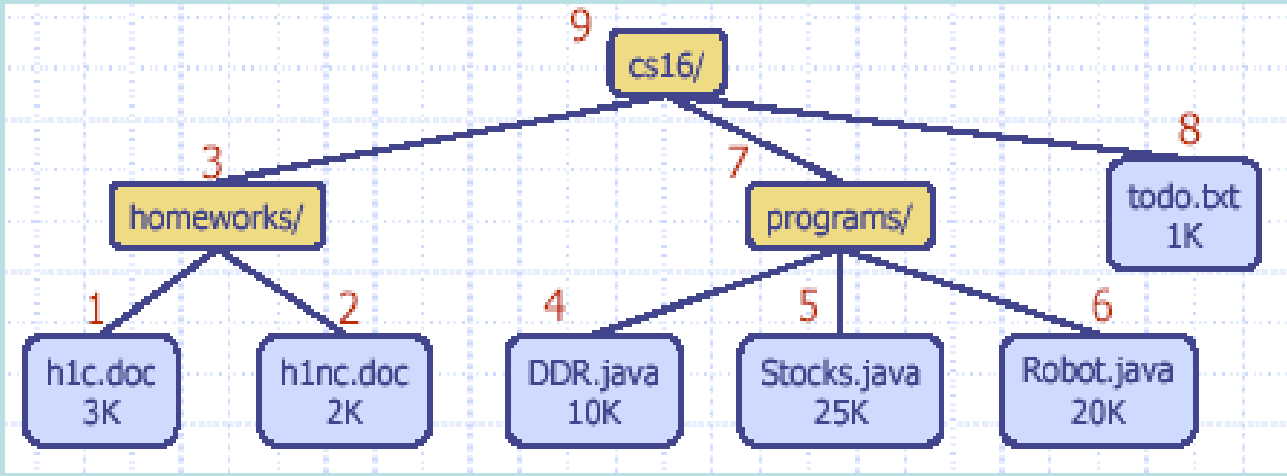 9
cs16/
3
7
8
homeworks/
programs/
todo.txt
1K
1
2
4
5
6
h1c.doc
3K
h1nc.doc
2K
DDR.java
10K
Stocks.java
25K
Robot.java
20K